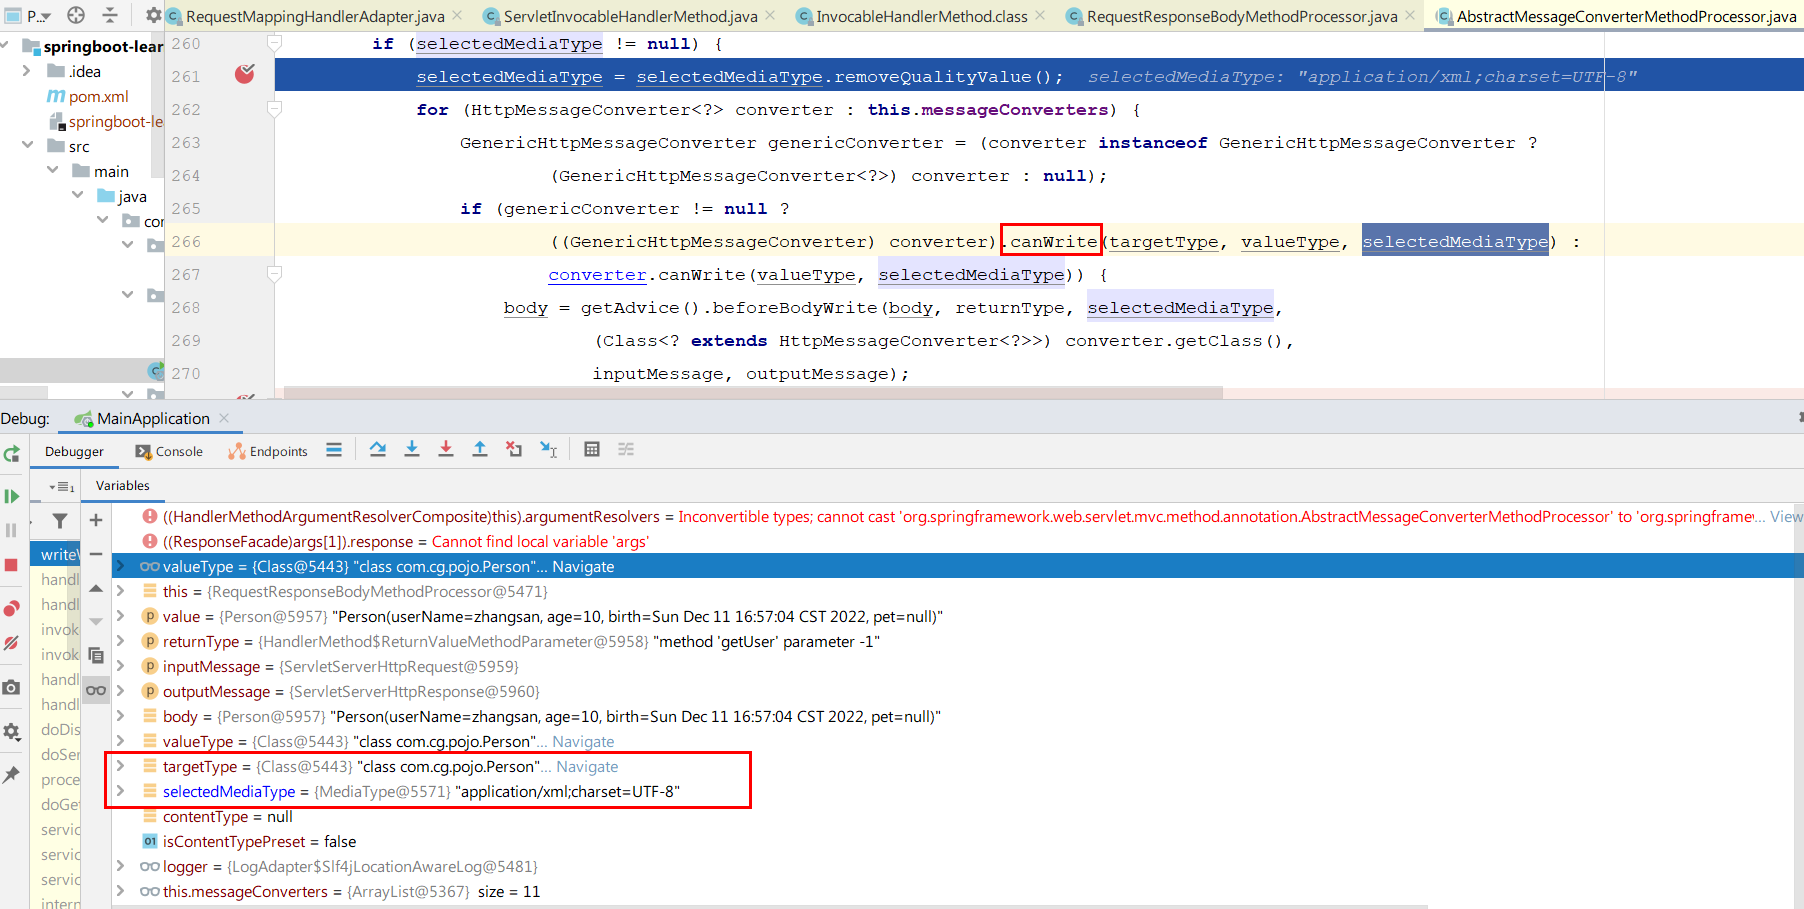 P...
RequestMappingHandlerAdapter.java
ServletInvocableHandlerMethod.java
InvocableHandlerMethod.class
RequestResponseBodyMethodProcessor.java
AbstractMessageConverterMethodProcessor.java
springboot-lear
.idea
pom.xml
springboot-le
src
main
java
cor
260 if (selectedMediaType != null) {
261 selectedMediaType = selectedMediaType.removeQualityValue(); selectedMediaType: "application/xml;charset=UTF-8"
262 for (HttpMessageConverter<?> converter : this.messageConverters) {
263 GenericHttpMessageConverter genericConverter = (converter instanceof GenericHttpMessageConverter ?
264 (GenericHttpMessageConverter<?>) converter : null);
265 if (genericConverter != null ?
266 ((GenericHttpMessageConverter) converter).canWrite(targetType, valueType, selectedMediaType) :
267 converter.canWrite(valueType, selectedMediaType)) {
268 body = getAdvice().beforeBodyWrite(body, returnType, selectedMediaType,
269 (Class<? extends HttpMessageConverter<?>>) converter.getClass(),
270 inputMessage, outputMessage);
Debug: MainApplication
Debugger Console Endpoints
Variables
writeV
handl
handl
invok
invok
handl
handl
doDis
doSer
proce
doGet
servic
servic
servic
intern
((HandlerMethodArgumentResolverComposite)this).argumentResolvers = Inconvertible types; cannot cast 'org.springframework.web.servlet.mvc.method.annotation.AbstractMessageConverterMethodProcessor' to 'org.springframew... View
((ResponseFacade)args[1]).response = Cannot find local variable 'args'
valueType = {Class@5443} "class com.cg.pojo.Person"... Navigate
this = {RequestResponseBodyMethodProcessor@5471}
value = {Person@5957} "Person(userName=zhangsan, age=10, birth=Sun Dec 11 16:57:04 CST 2022, pet=null)"
returnType = {HandlerMethod$ReturnValueMethodParameter@5958} "method 'getUser' parameter -1"
inputMessage = {ServletServerHttpRequest@5959}
outputMessage = {ServletServerHttpResponse@5960}
body = {Person@5957} "Person(userName=zhangsan, age=10, birth=Sun Dec 11 16:57:04 CST 2022, pet=null)"
valueType = {Class@5443} "class com.cg.pojo.Person"... Navigate
targetType = {Class@5443} "class com.cg.pojo.Person"... Navigate
selectedMediaType = {MediaType@5571} "application/xml;charset=UTF-8"
contentType = null
isContentTypePreset = false
logger = {LogAdapter$Slf4jLocationAwareLog@5481}
this.messageConverters = {ArrayList@5367} size = 11